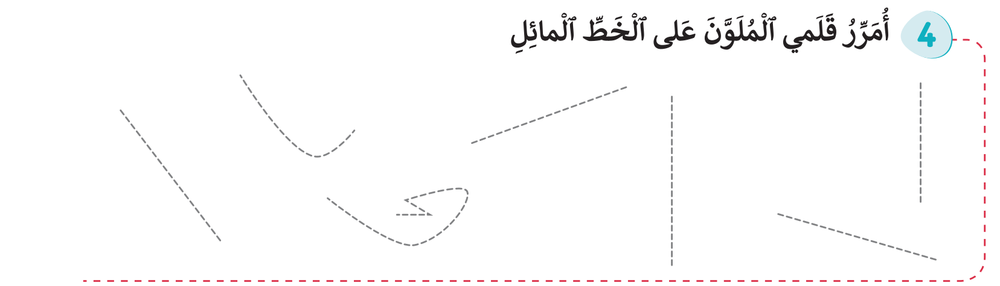 4 أُمَرِّرُ قَلَمي ٱلْمُلَوَّنَ عَلى ٱلْخَطِّ ٱلْمائِلِ